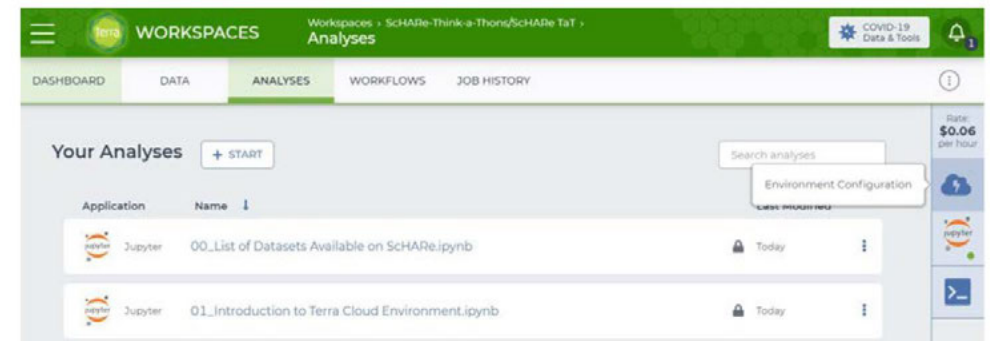 Terra
WORKSPACES
Workspaces › ScHARe-Think-a-Thons/ScHARe TaT ›
Analyses
COVID-19
Data & Tools
1
DASHBOARD
DATA
ANALYSES
WORKFLOWS
JOB HISTORY
Rate:
$0.06
per hour
Your Analyses
+ START
Search analyses
Environment Configuration
Application
Name ↓
Last Modified
jupyter
Jupyter
00_List of Datasets Available on ScHARe.ipynb
Today
jupyter
jupyter
Jupyter
01_Introduction to Terra Cloud Environment.ipynb
Today
>_